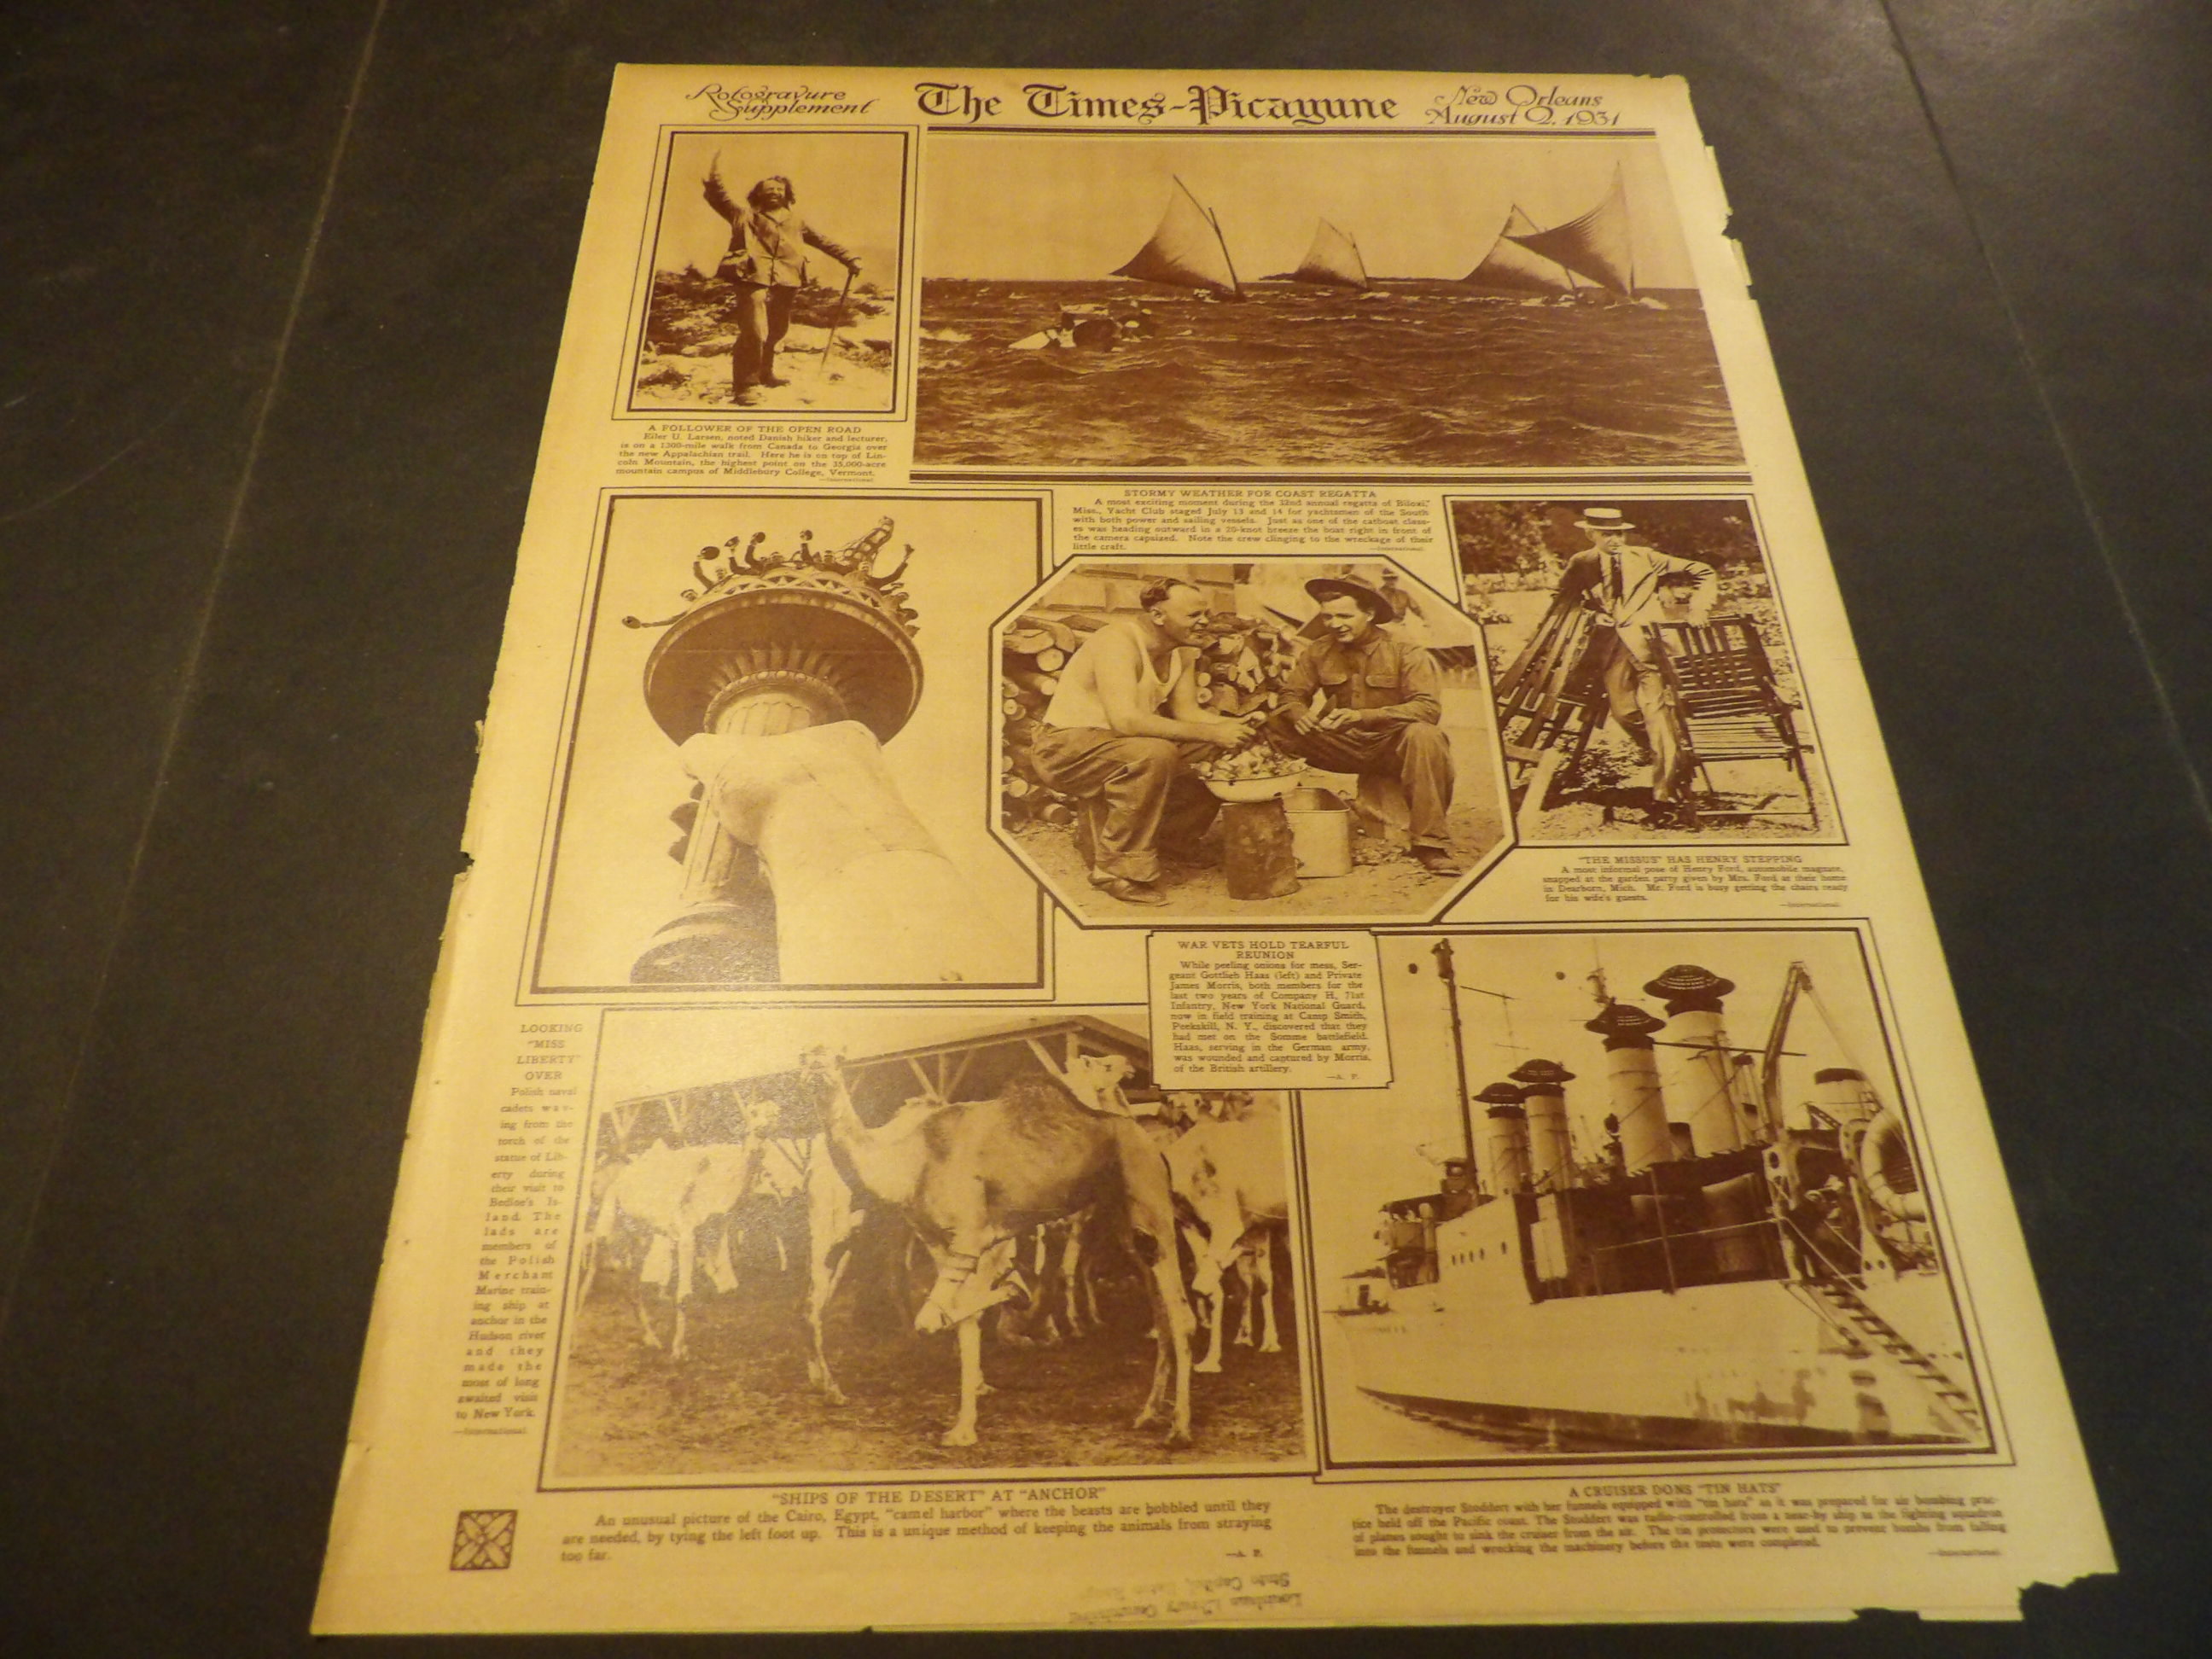 Rotogravure
Supplement
The Times-Picayune
New Orleans
August 2, 1931
A FOLLOWER OF THE OPEN ROAD
Eiler U. Larsen, noted Danish hiker and lecturer,
is on a 1300-mile walk from Canada to Georgia over
the new Appalachian trail. Here he is on top of Lin-
coln Mountain, the highest point on the 35,000-acre
mountain campus of Middlebury College, Vermont.
—International.
STORMY WEATHER FOR COAST REGATTA
A most exciting moment during the 32nd annual regatta of Biloxi,
Miss., Yacht Club staged July 13 and 14 for yachtsmen of the South
with both power and sailing vessels. Just as one of the catboat class-
es was heading outward in a 20-knot breeze the boat right in front of
the camera capsized. Note the crew clinging to the wreckage of their
little craft.
—International.
"THE MISSUS" HAS HENRY STEPPING
A most informal pose of Henry Ford, automobile magnate,
snapped at the garden party given by Mrs. Ford at their home
in Dearborn, Mich. Mr. Ford is busy getting the chairs ready
for his wife's guests.
—International.
WAR VETS HOLD TEARFUL
REUNION
While peeling onions for mess, Ser-
geant Gottlieb Haas (left) and Private
James Morris, both members for the
last two years of Company H, 71st
Infantry, New York National Guard,
now in field training at Camp Smith,
Peekskill, N. Y., discovered that they
had met on the Somme battlefield.
Haas, serving in the German army,
was wounded and captured by Morris,
of the British artillery.
—A. P.
LOOKING
"MISS
LIBERTY"
OVER
Polish naval
cadets wav-
ing from the
torch of the
statue of Lib-
erty during
their visit to
Bedloe's Is-
land. The
lads are
members of
the Polish
Merchant
Marine train-
ing ship at
anchor in the
Hudson river
and they
made the
most of long
awaited visit
to New York.
—International.
"SHIPS OF THE DESERT" AT "ANCHOR"
An unusual picture of the Cairo, Egypt, "camel harbor" where the beasts are hobbled until they
are needed, by tying the left foot up. This is a unique method of keeping the animals from straying
too far.
—A. P.
A CRUISER DONS "TIN HATS"
The destroyer Stoddert with her funnels equipped with "tin hats" as it was prepared for air bombing prac-
tice held off the Pacific coast. The Stoddert was radio-controlled from a near-by ship as the fighting squadron
of planes sought to sink the cruiser from the air. The tin protectors were used to prevent bombs from falling
into the funnels and wrecking the machinery before the tests were completed.
—International.